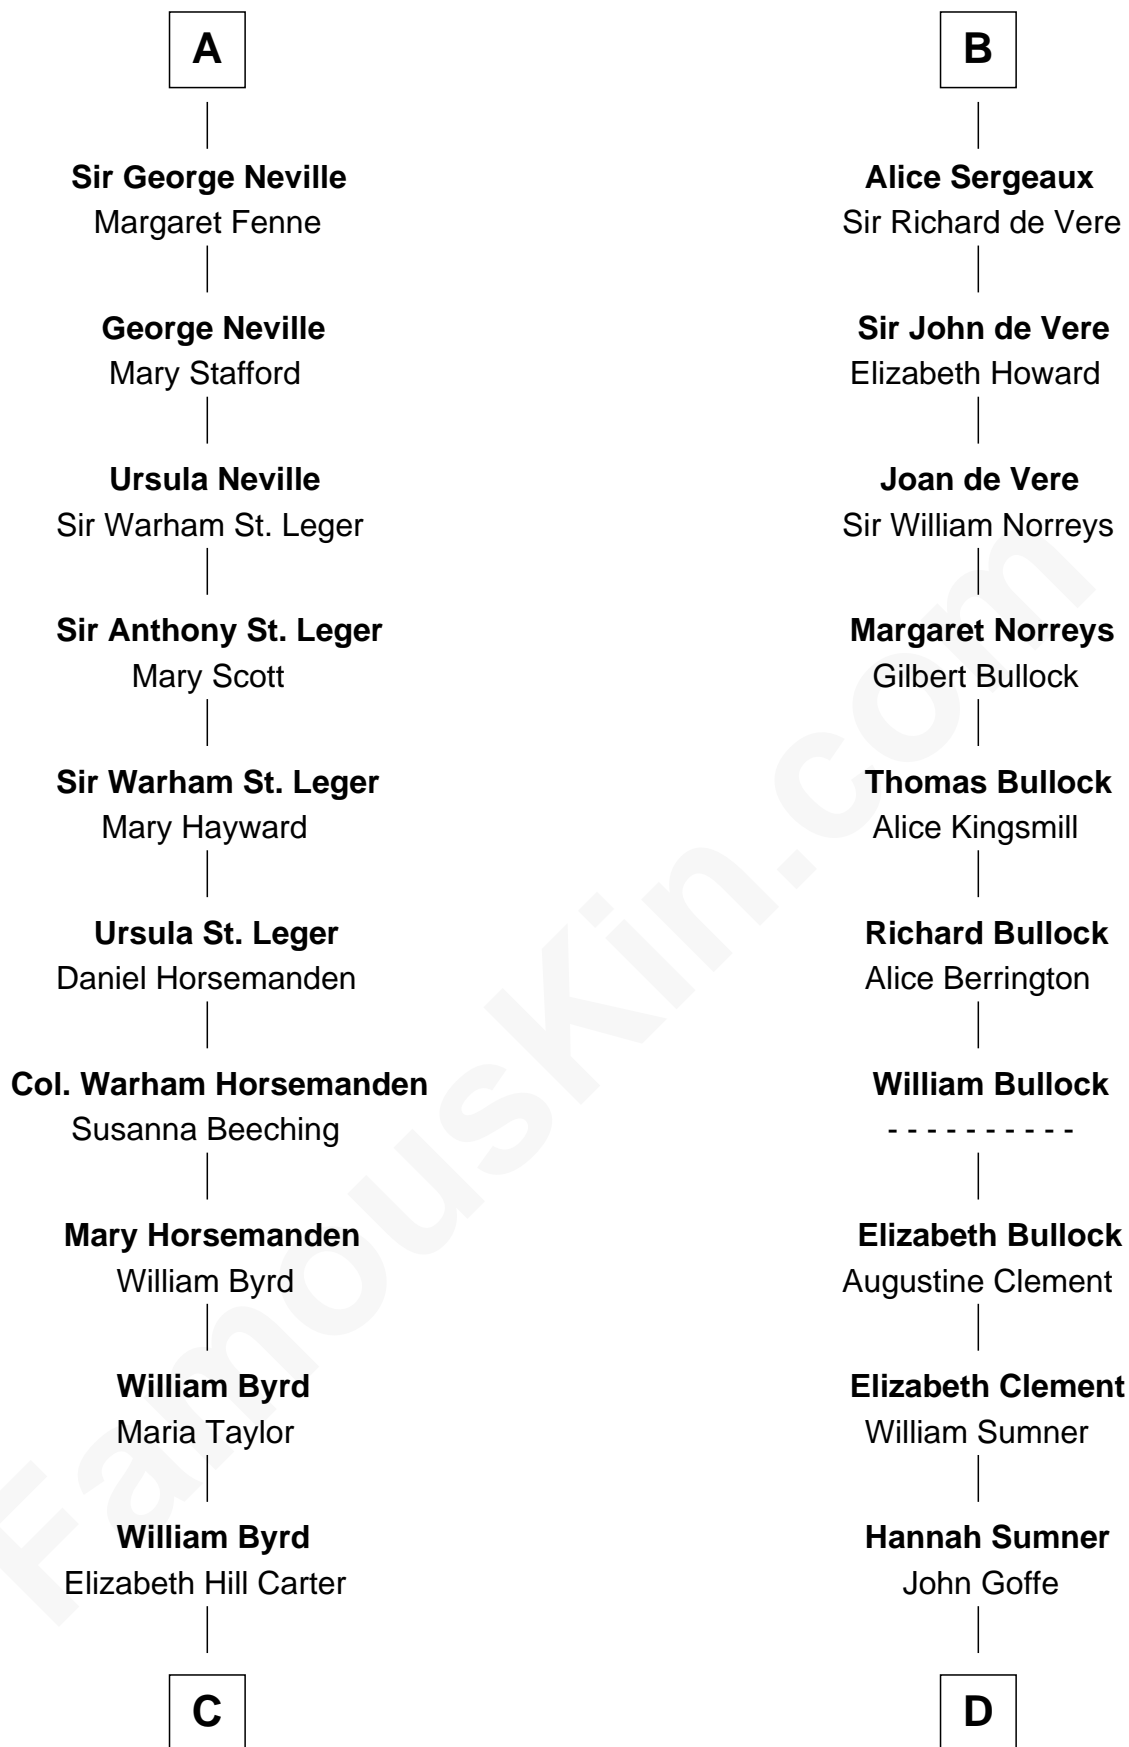 A
Sir George Neville
Margaret Fenne
George Neville
Mary Stafford
Ursula Neville
Sir Warham St. Leger
Sir Anthony St. Leger
Mary Scott
Sir Warham St. Leger
Mary Hayward
Ursula St. Leger
Daniel Horsemanden
Col. Warham Horsemanden
Susanna Beeching
Mary Horsemanden
William Byrd
William Byrd
Maria Taylor
William Byrd
Elizabeth Hill Carter
C
B
Alice Sergeaux
Sir Richard de Vere
Sir John de Vere
Elizabeth Howard
Joan de Vere
Sir William Norreys
Margaret Norreys
Gilbert Bullock
Thomas Bullock
Alice Kingsmill
Richard Bullock
Alice Berrington
William Bullock
- - - - - - - - - -
Elizabeth Bullock
Augustine Clement
Elizabeth Clement
William Sumner
Hannah Sumner
John Goffe
D
FamousKin.com